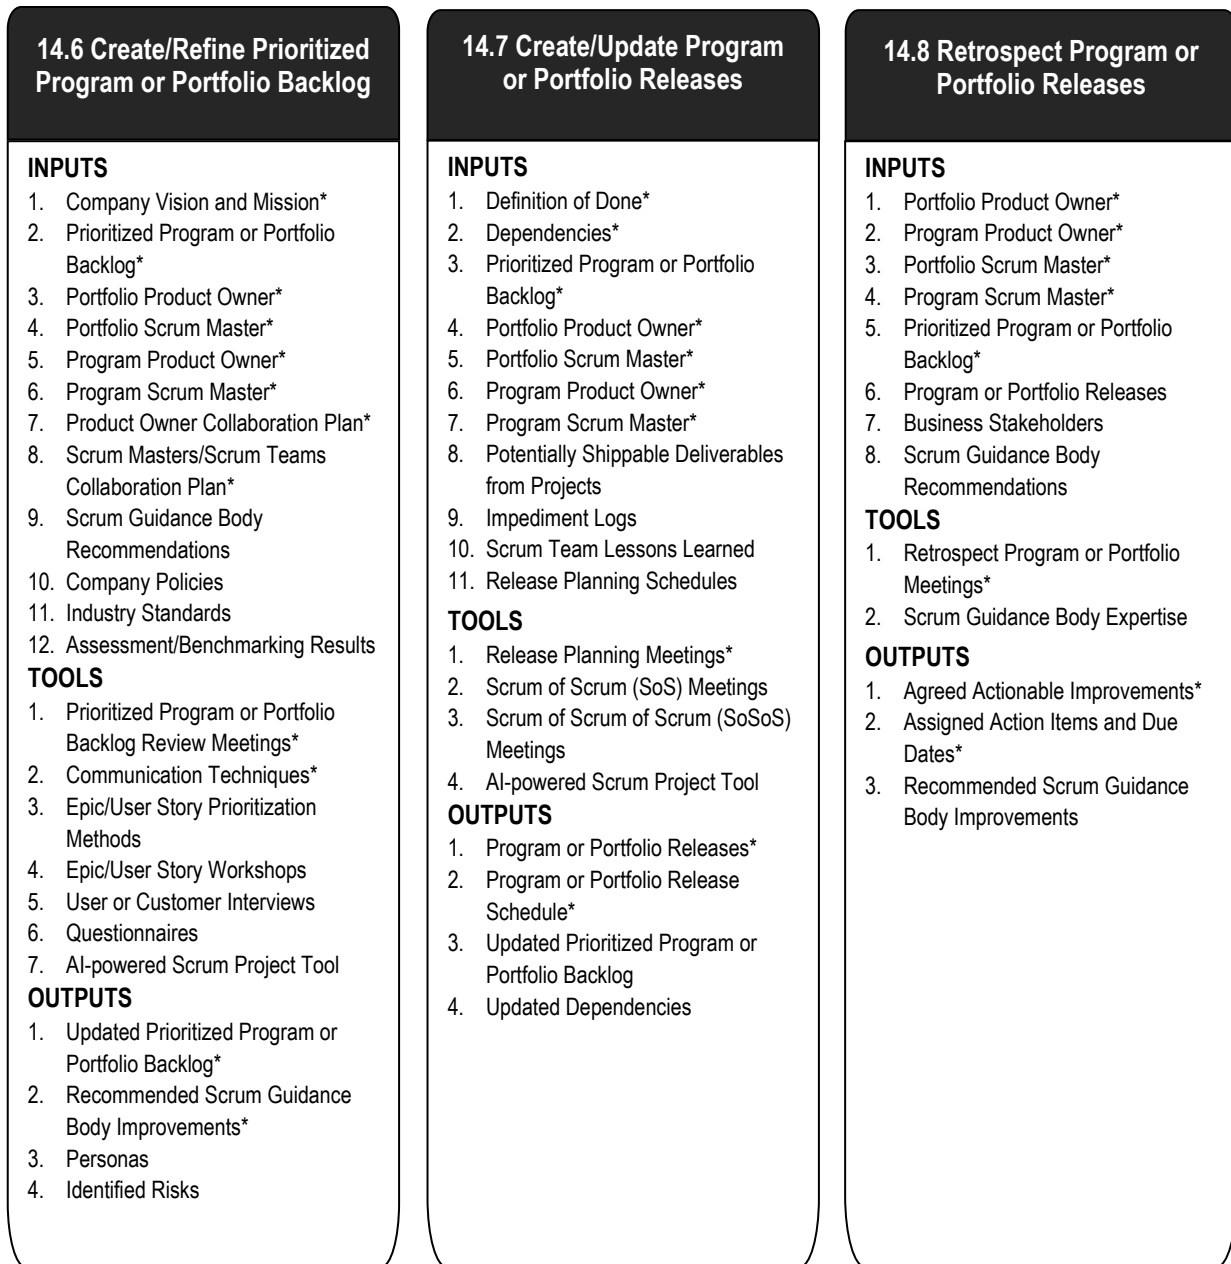 14.6 Create/Refine Prioritized
Program or Portfolio Backlog
INPUTS
1. Company Vision and Mission*
2. Prioritized Program or Portfolio
Backlog*
3. Portfolio Product Owner*
4. Portfolio Scrum Master*
5. Program Product Owner*
6. Program Scrum Master*
7. Product Owner Collaboration Plan*
8. Scrum Masters/Scrum Teams
Collaboration Plan*
9. Scrum Guidance Body
Recommendations
10. Company Policies
11. Industry Standards
12. Assessment/Benchmarking Results
TOOLS
1. Prioritized Program or Portfolio
Backlog Review Meetings*
2. Communication Techniques*
3. Epic/User Story Prioritization
Methods
4. Epic/User Story Workshops
5. User or Customer Interviews
6. Questionnaires
7. AI-powered Scrum Project Tool
OUTPUTS
1. Updated Prioritized Program or
Portfolio Backlog*
2. Recommended Scrum Guidance
Body Improvements*
3. Personas
4. Identified Risks
14.7 Create/Update Program
or Portfolio Releases
INPUTS
1. Definition of Done*
2. Dependencies*
3. Prioritized Program or Portfolio
Backlog*
4. Portfolio Product Owner*
5. Portfolio Scrum Master*
6. Program Product Owner*
7. Program Scrum Master*
8. Potentially Shippable Deliverables
from Projects
9. Impediment Logs
10. Scrum Team Lessons Learned
11. Release Planning Schedules
TOOLS
1. Release Planning Meetings*
2. Scrum of Scrum (SoS) Meetings
3. Scrum of Scrum of Scrum (SoSoS)
Meetings
4. AI-powered Scrum Project Tool
OUTPUTS
1. Program or Portfolio Releases*
2. Program or Portfolio Release
Schedule*
3. Updated Prioritized Program or
Portfolio Backlog
4. Updated Dependencies
14.8 Retrospect Program or
Portfolio Releases
INPUTS
1. Portfolio Product Owner*
2. Program Product Owner*
3. Portfolio Scrum Master*
4. Program Scrum Master*
5. Prioritized Program or Portfolio
Backlog*
6. Program or Portfolio Releases
7. Business Stakeholders
8. Scrum Guidance Body
Recommendations
TOOLS
1. Retrospect Program or Portfolio
Meetings*
2. Scrum Guidance Body Expertise
OUTPUTS
1. Agreed Actionable Improvements*
2. Assigned Action Items and Due
Dates*
3. Recommended Scrum Guidance
Body Improvements